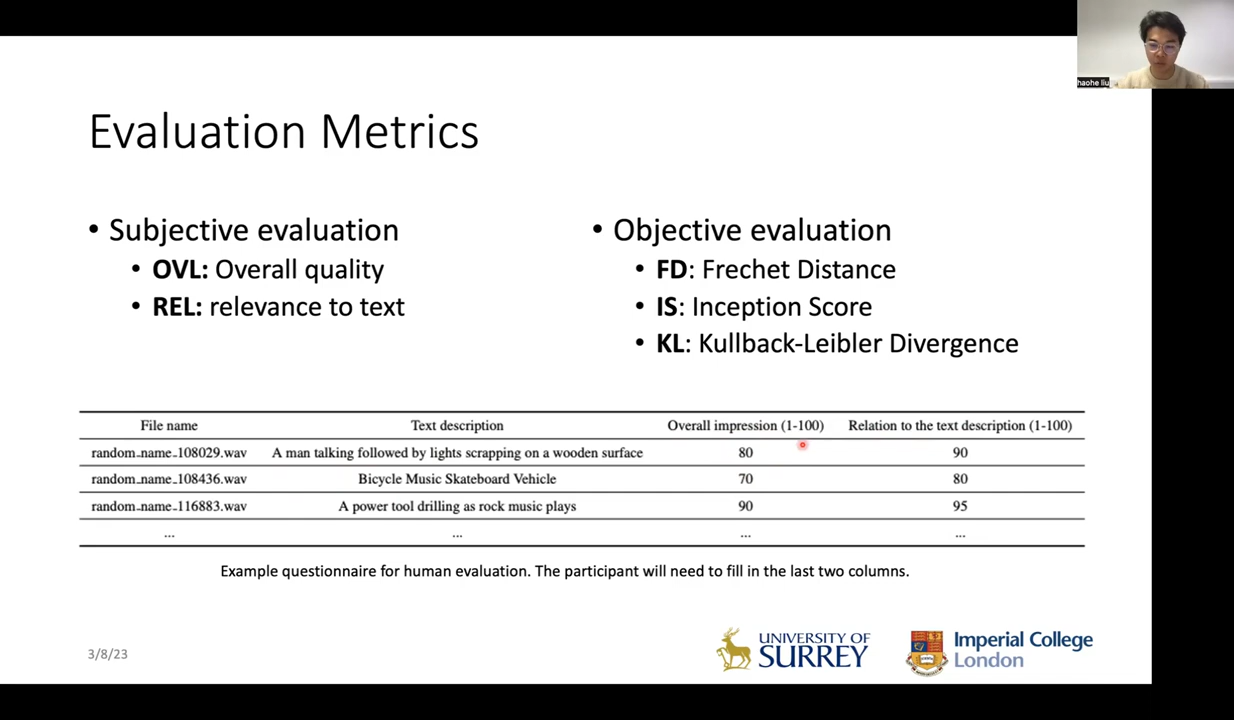 haohe liu
Evaluation Metrics
• Subjective evaluation
• OVL: Overall quality
• REL: relevance to text
• Objective evaluation
• FD: Frechet Distance
• IS: Inception Score
• KL: Kullback-Leibler Divergence
File name Text description Overall impression (1-100) Relation to the text description (1-100)
random_name_108029.wav A man talking followed by lights scrapping on a wooden surface 80 90
random_name_108436.wav Bicycle Music Skateboard Vehicle 70 80
random_name_116883.wav A power tool drilling as rock music plays 90 95
... ... ... ...
Example questionnaire for human evaluation. The participant will need to fill in the last two columns.
3/8/23
UNIVERSITY OF
SURREY
Imperial College
London